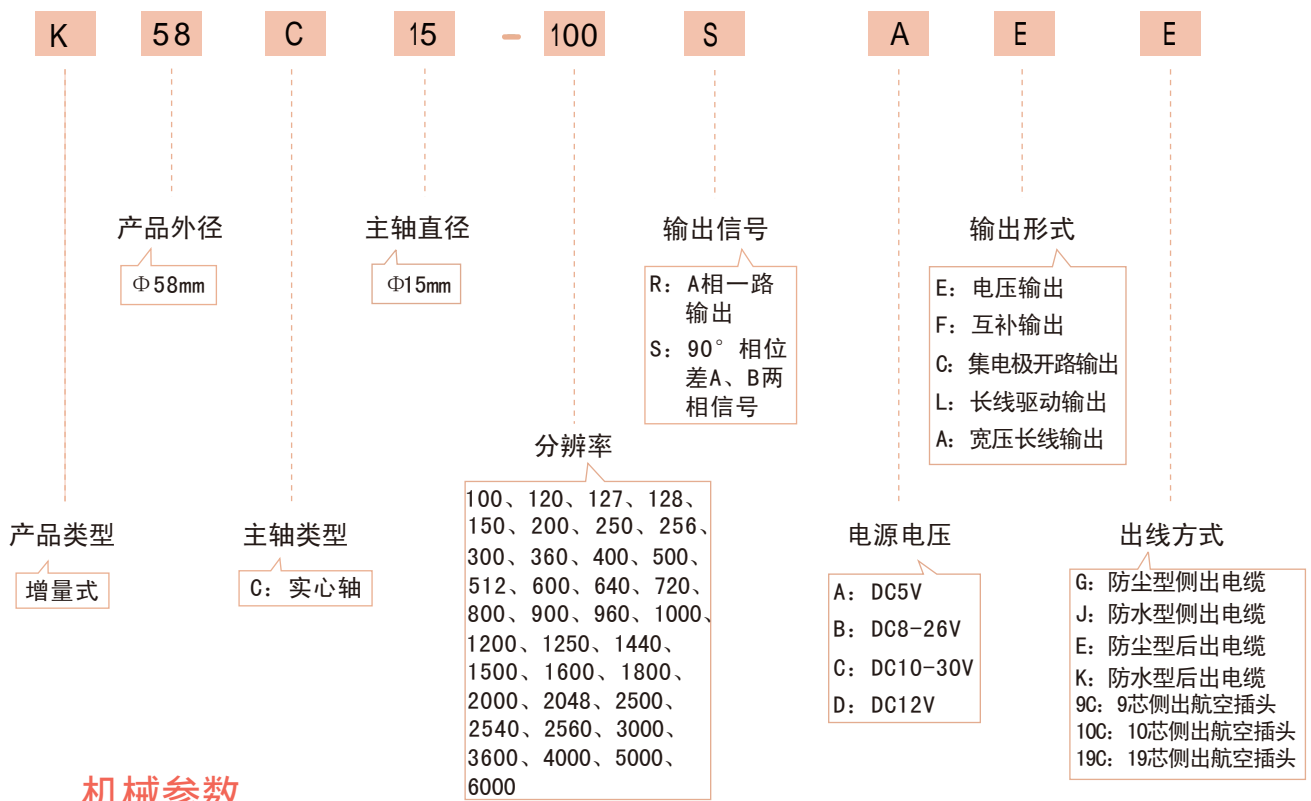 K 58 C 15 - 100 S A E E
产品外径
Φ58mm
主轴直径
Φ15mm
输出信号
R：A相一路
输出
S：90°相位
差A、B两
相信号
输出形式
E：电压输出
F：互补输出
C：集电极开路输出
L：长线驱动输出
A：宽压长线输出
分辨率
100、120、127、128、
150、200、250、256、
300、360、400、500、
512、600、640、720、
800、900、960、1000、
1200、1250、1440、
1500、1600、1800、
2000、2048、2500、
2540、2560、3000、
3600、4000、5000、
6000
产品类型
增量式
主轴类型
C：实心轴
电源电压
A：DC5V
B：DC8-26V
C：DC10-30V
D：DC12V
出线方式
G：防尘型侧出电缆
J：防水型侧出电缆
E：防尘型后出电缆
K：防水型后出电缆
9C：9芯侧出航空插头
10C：10芯侧出航空插头
19C：19芯侧出航空插头
机械参数